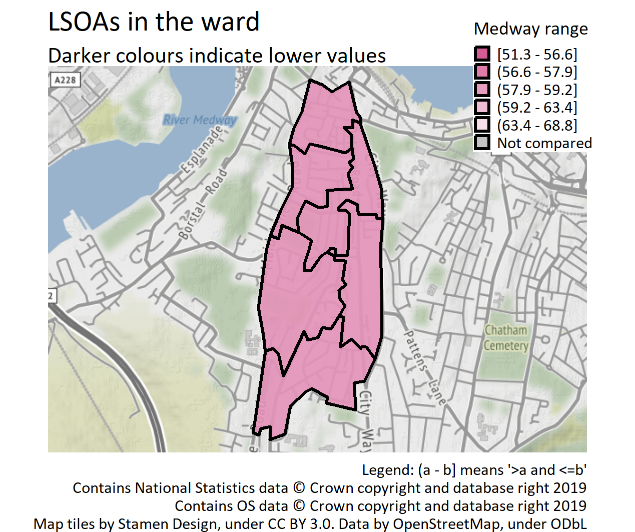 LSOAs in the ward
Darker colours indicate lower values
Medway range
[51.3 - 56.6]
(56.6 - 57.9]
(57.9 - 59.2]
(59.2 - 63.4]
(63.4 - 68.8]
Not compared
A228
River Medway
Esplanade
Borstal - Road
2
Chatham
Cemetery
Pattens - Lane
City - Way
Legend: (a - b] means '>a and <=b'
Contains National Statistics data © Crown copyright and database right 2019
Contains OS data © Crown copyright and database right 2019
Map tiles by Stamen Design, under CC BY 3.0. Data by OpenStreetMap, under ODbL